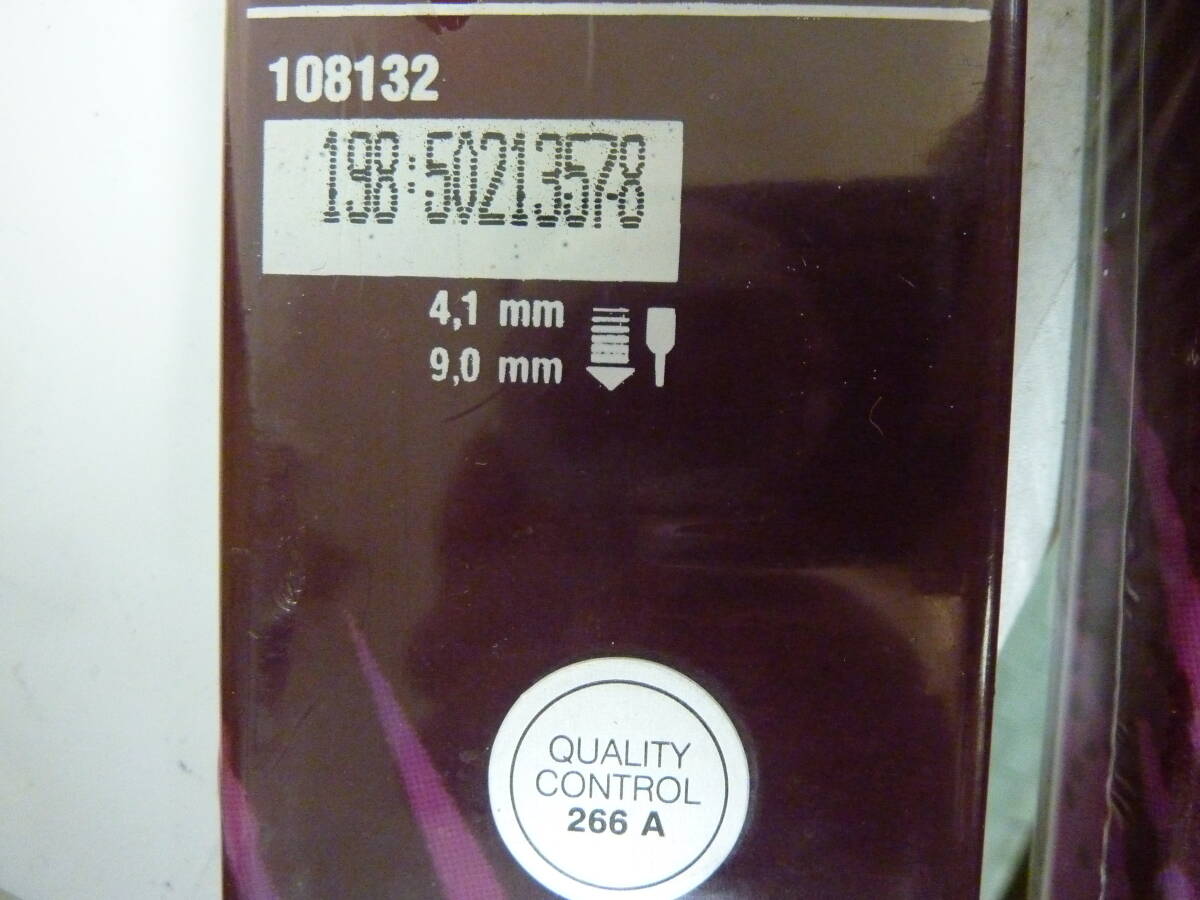 108132
198:50213578
4,1 mm
9,0 mm
QUALITY
CONTROL
266 A